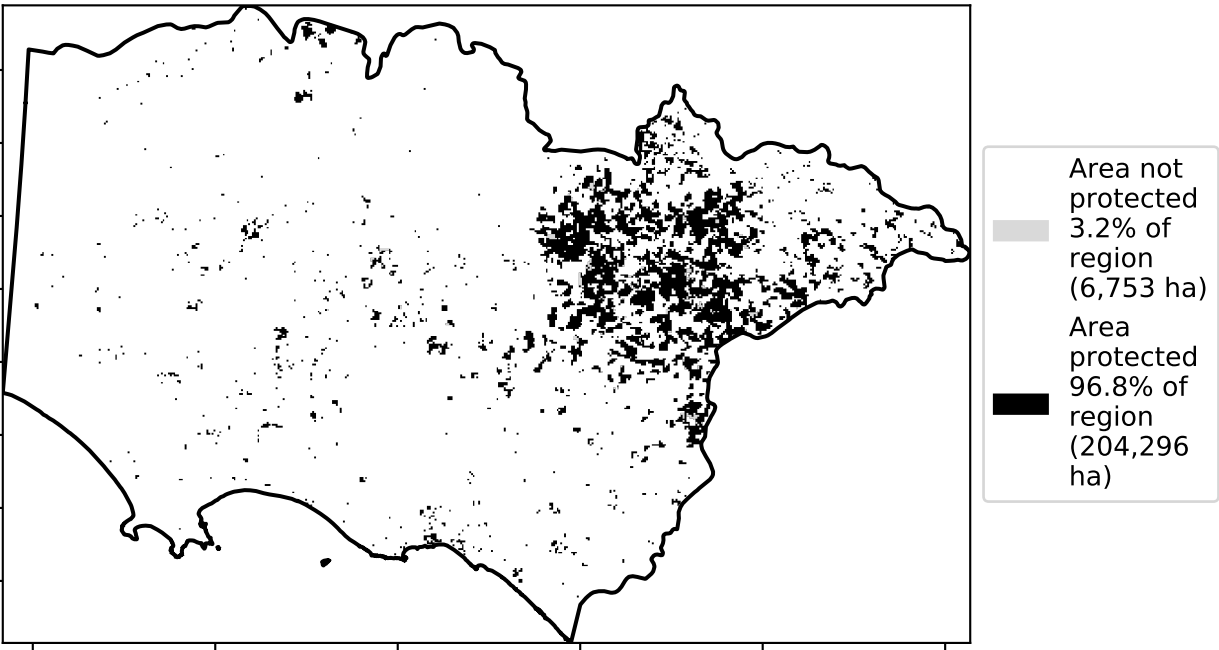 Area not
protected
3.2% of
region
(6,753 ha)
Area
protected
96.8% of
region
(204,296
ha)